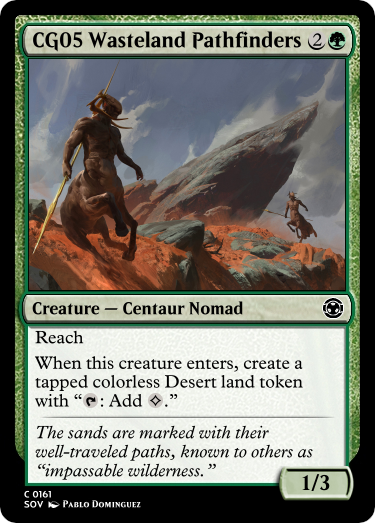 CG05 Wasteland Pathfinders 2
Creature — Centaur Nomad
Reach
When this creature enters, create a
tapped colorless Desert land token
with “: Add .”
The sands are marked with their
well-traveled paths, known to others as
“impassable wilderness.”
1/3
C 0161
SOV Pablo Dominguez